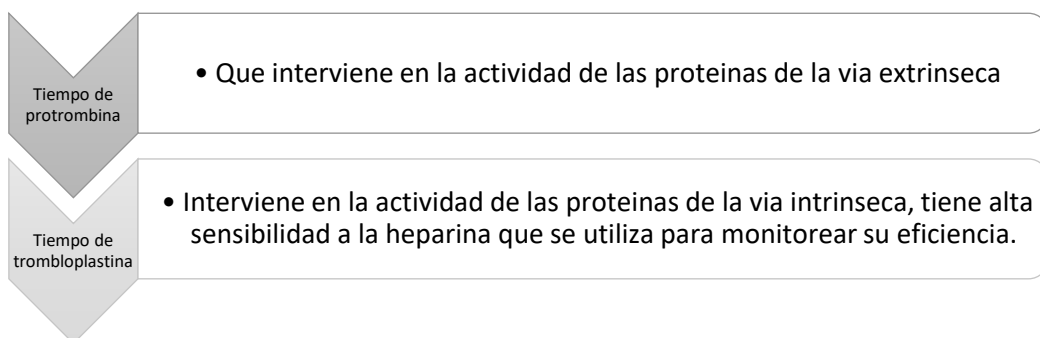 Tiempo de
protrombina
• Que interviene en la actividad de las proteinas de la via extrinseca
Tiempo de
trombloplastina
• Interviene en la actividad de las proteinas de la via intrinseca, tiene alta
sensibilidad a la heparina que se utiliza para monitorear su eficiencia.